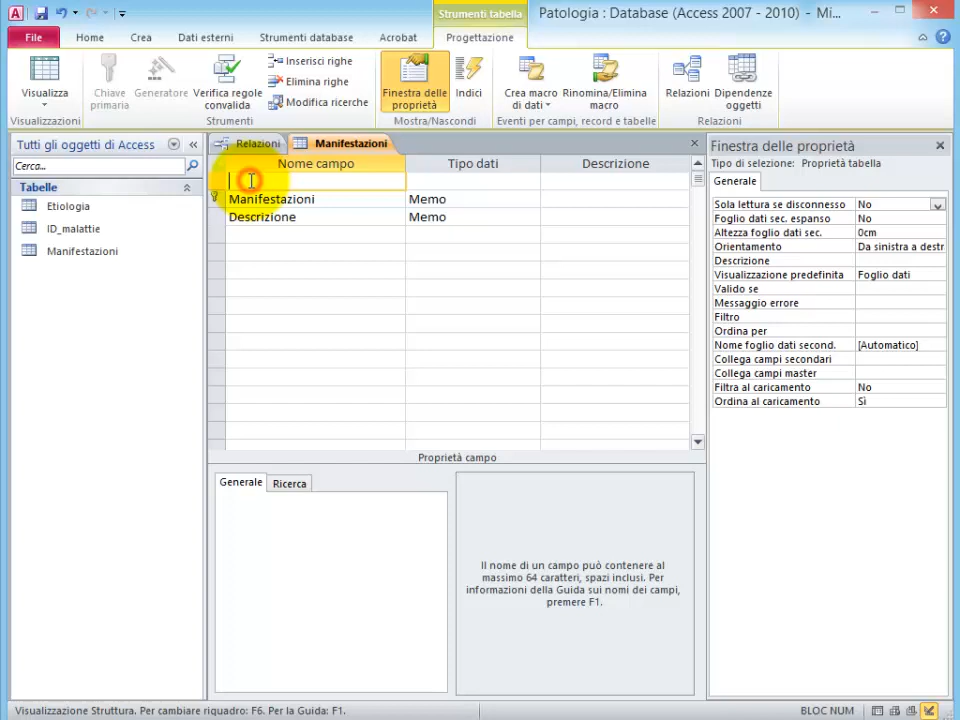 Strumenti tabella
Patologia : Database (Access 2007 - 2010) - Mi...
File
Home
Crea
Dati esterni
Strumenti database
Acrobat
Progettazione
Visualizza
Chiave primaria
Generatore
Verifica regole convalida
Inserisci righe
Elimina righe
Modifica ricerche
Finestra delle proprietà
Indici
Crea macro di dati
Rinomina/Elimina macro
Relazioni
Dipendenze oggetti
Visualizzazioni
Strumenti
Mostra/Nascondi
Eventi per campi, record e tabelle
Relazioni
Tutti gli oggetti di Access
Cerca...
Tabelle
Etiologia
ID_malattie
Manifestazioni
Relazioni
Manifestazioni
Nome campo
Tipo dati
Descrizione
Manifestazioni
Memo
Descrizione
Memo
Proprietà campo
Generale
Ricerca
Il nome di un campo può contenere al
massimo 64 caratteri, spazi inclusi. Per
informazioni della Guida sui nomi dei campi,
premere F1.
Finestra delle proprietà
Tipo di selezione: Proprietà tabella
Generale
Sola lettura se disconnesso No
Foglio dati sec. espanso No
Altezza foglio dati sec. 0cm
Orientamento Da sinistra a destr
Descrizione
Visualizzazione predefinita Foglio dati
Valido se
Messaggio errore
Filtro
Ordina per
Nome foglio dati second. [Automatico]
Collega campi secondari
Collega campi master
Filtra al caricamento No
Ordina al caricamento Sì
Visualizzazione Struttura. Per cambiare riquadro: F6. Per la Guida: F1.
BLOC NUM